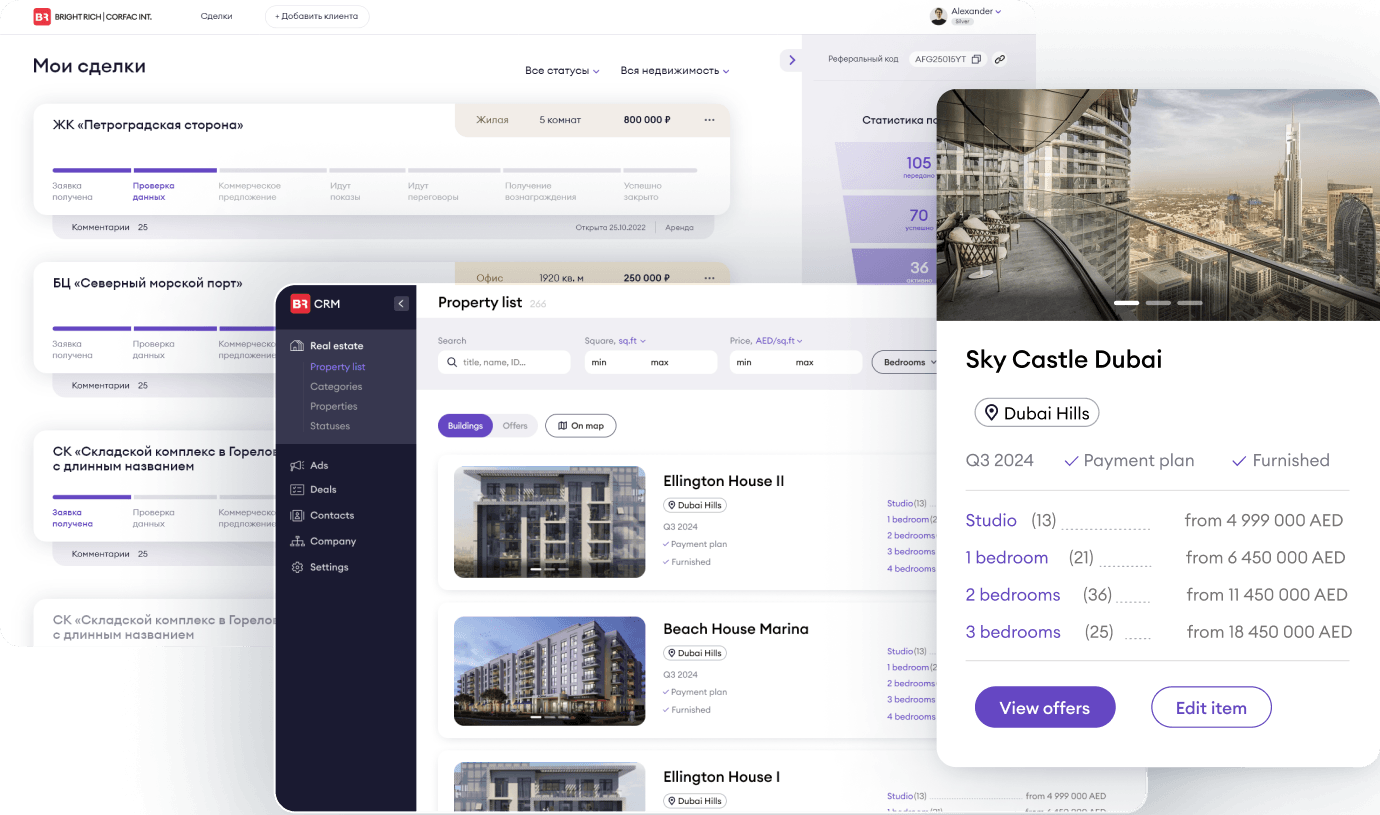 BR BRIGHT RICH | CORFAC INT.
Сделки
+ Добавить клиента
Alexander
Silver
Мои сделки
Все статусы
Вся недвижимость
Реферальный код
AFG25015YT
ЖК «Петроградская сторона»
Жилая
5 комнат
800 000 ₽
Заявка
получена
Проверка
данных
Коммерческое
предложение
Идут
показы
Идут
переговоры
Получение
вознаграждения
Успешно
закрыто
Комментарии 25
Открыта 25.10.2022
Аренда
Статистика по
105
передано
70
успешно
36
активно
БЦ «Северный морской порт»
Офис
1920 кв. м
250 000 ₽
Заявка
получена
Проверка
данных
Коммерческое
предложение
Комментарии 25
СК «Складской комплекс в Горелов
с длинным названием
Заявка
получена
Проверка
данных
Коммерческое
предложение
Комментарии 25
СК «Складской комплекс в Горелов
с длинным названием
BR CRM
Real estate
Property list
Categories
Properties
Statuses
Ads
Deals
Contacts
Company
Settings
Property list 266
Search
title, name, ID...
Square, sq.ft
min
max
Price, AED/sq.ft
min
max
Bedrooms
Buildings
Offers
On map
Ellington House II
Dubai Hills
Q3 2024
Payment plan
Furnished
Studio(13)
1 bedroom(2
2 bedrooms
3 bedrooms
4 bedrooms
Beach House Marina
Dubai Hills
Q3 2024
Payment plan
Furnished
Studio(13)
1 bedroom(2
2 bedrooms
3 bedrooms
4 bedrooms
Ellington House I
Dubai Hills
Studio(13) from 4 999 000 AED
Sky Castle Dubai
Dubai Hills
Q3 2024
Payment plan
Furnished
Studio (13) from 4 999 000 AED
1 bedroom (21) from 6 450 000 AED
2 bedrooms (36) from 11 450 000 AED
3 bedrooms (25) from 18 450 000 AED
View offers
Edit item